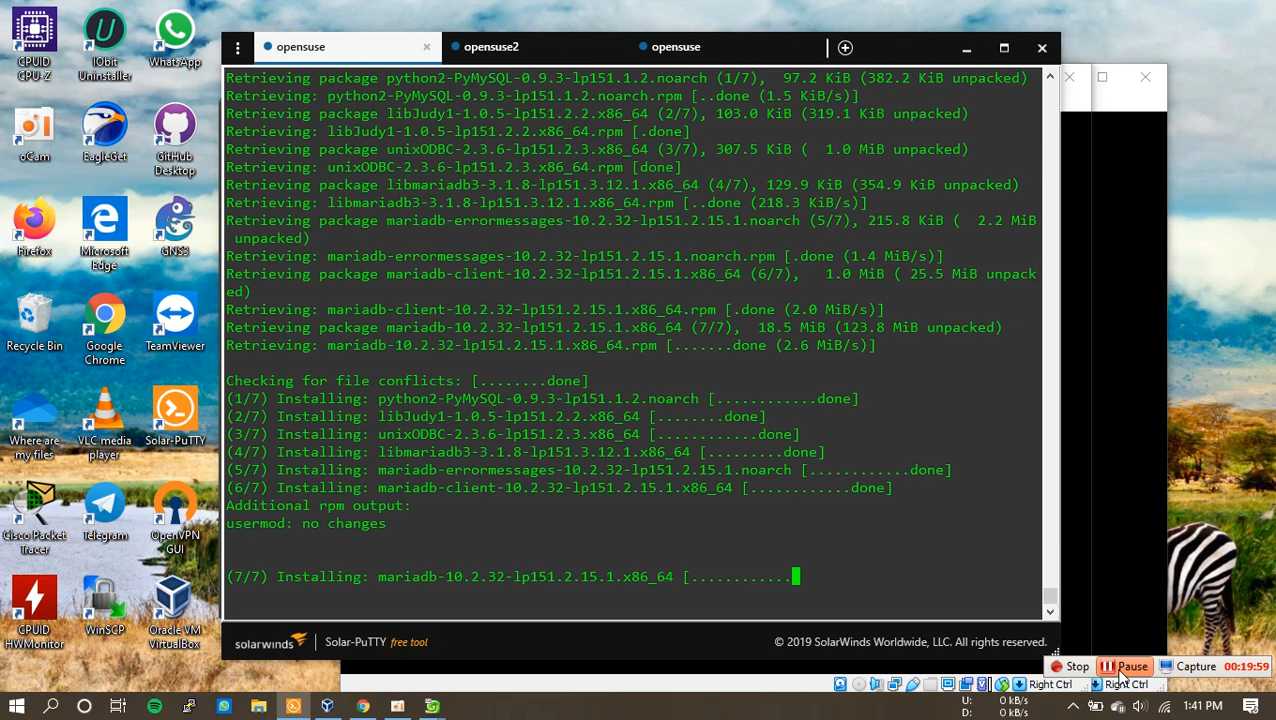 CPUID
CPU-Z
IObit
Uninstaller
WhatsApp
oCam
EagleGet
GitHub
Desktop
Firefox
Microsoft
Edge
GNS3
Recycle Bin
Google
Chrome
TeamViewer
Where are
my files
VLC media
player
Solar-PuTTY
Cisco Packet
Tracer
Telegram
OpenVPN
GUI
CPUID
HWMonitor
WinSCP
Oracle VM
VirtualBox
opensuse
opensuse2
opensuse
Retrieving package python2-PyMySQL-0.9.3-lp151.1.2.noarch (1/7),  97.2 KiB (382.2 KiB unpacked)
Retrieving: python2-PyMySQL-0.9.3-lp151.1.2.noarch.rpm [..done (1.5 KiB/s)]
Retrieving package libJudy1-1.0.5-lp151.2.2.x86_64 (2/7), 103.0 KiB (319.1 KiB unpacked)
Retrieving: libJudy1-1.0.5-lp151.2.2.x86_64.rpm [.done]
Retrieving package unixODBC-2.3.6-lp151.2.3.x86_64 (3/7), 307.5 KiB (  1.0 MiB unpacked)
Retrieving: unixODBC-2.3.6-lp151.2.3.x86_64.rpm [done]
Retrieving package libmariadb3-3.1.8-lp151.3.12.1.x86_64 (4/7), 129.9 KiB (354.9 KiB unpacked)
Retrieving: libmariadb3-3.1.8-lp151.3.12.1.x86_64.rpm [..done (218.3 KiB/s)]
Retrieving package mariadb-errormessages-10.2.32-lp151.2.15.1.noarch (5/7), 215.8 KiB (  2.2 MiB
unpacked)
Retrieving: mariadb-errormessages-10.2.32-lp151.2.15.1.noarch.rpm [.done (1.4 MiB/s)]
Retrieving package mariadb-client-10.2.32-lp151.2.15.1.x86_64 (6/7),   1.0 MiB ( 25.5 MiB unpack
ed)
Retrieving: mariadb-client-10.2.32-lp151.2.15.1.x86_64.rpm [.done (2.0 MiB/s)]
Retrieving package mariadb-10.2.32-lp151.2.15.1.x86_64 (7/7),  18.5 MiB (123.8 MiB unpacked)
Retrieving: mariadb-10.2.32-lp151.2.15.1.x86_64.rpm [.......done (2.6 MiB/s)]
Checking for file conflicts: [........done]
(1/7) Installing: python2-PyMySQL-0.9.3-lp151.1.2.noarch [............done]
(2/7) Installing: libJudy1-1.0.5-lp151.2.2.x86_64 [........done]
(3/7) Installing: unixODBC-2.3.6-lp151.2.3.x86_64 [............done]
(4/7) Installing: libmariadb3-3.1.8-lp151.3.12.1.x86_64 [........done]
(5/7) Installing: mariadb-errormessages-10.2.32-lp151.2.15.1.noarch [............done]
(6/7) Installing: mariadb-client-10.2.32-lp151.2.15.1.x86_64 [............done]
Additional rpm output:
usermod: no changes
(7/7) Installing: mariadb-10.2.32-lp151.2.15.1.x86_64 [............
solarwinds
Solar-PuTTY free tool
© 2019 SolarWinds Worldwide, LLC. All rights reserved.
Stop
Pause
Capture
00:19:59
Right Ctrl
Right Ctrl
U: 0 kB/s
D: 0 kB/s
1:41 PM